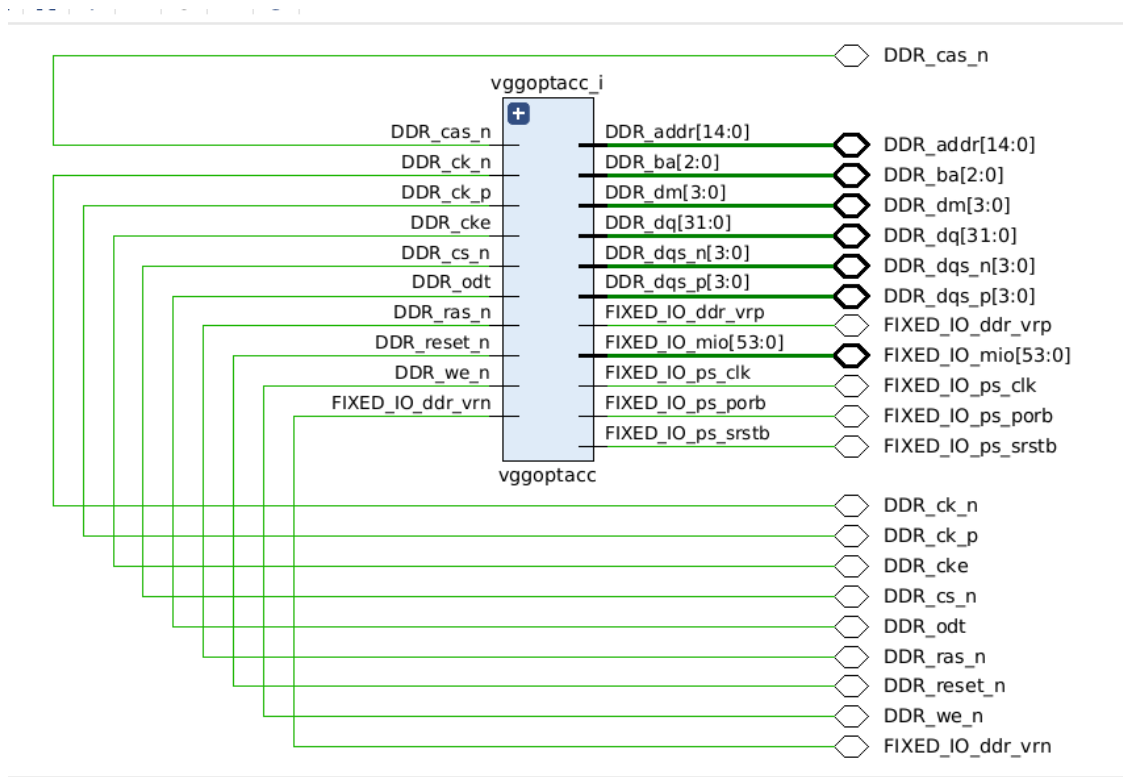 DDR_cas_n
vggoptacc_i
DDR_cas_n
DDR_ck_n
DDR_ck_p
DDR_cke
DDR_cs_n
DDR_odt
DDR_ras_n
DDR_reset_n
DDR_we_n
FIXED_IO_ddr_vrn
DDR_addr[14:0]
DDR_ba[2:0]
DDR_dm[3:0]
DDR_dq[31:0]
DDR_dqs_n[3:0]
DDR_dqs_p[3:0]
FIXED_IO_ddr_vrp
FIXED_IO_mio[53:0]
FIXED_IO_ps_clk
FIXED_IO_ps_porb
FIXED_IO_ps_srstb
vggoptacc
DDR_addr[14:0]
DDR_ba[2:0]
DDR_dm[3:0]
DDR_dq[31:0]
DDR_dqs_n[3:0]
DDR_dqs_p[3:0]
FIXED_IO_ddr_vrp
FIXED_IO_mio[53:0]
FIXED_IO_ps_clk
FIXED_IO_ps_porb
FIXED_IO_ps_srstb
DDR_ck_n
DDR_ck_p
DDR_cke
DDR_cs_n
DDR_odt
DDR_ras_n
DDR_reset_n
DDR_we_n
FIXED_IO_ddr_vrn